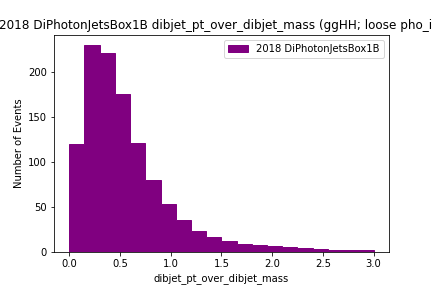 2018 DiPhotonJetsBox1B dibjet_pt_over_dibjet_mass (ggHH; loose pho_i
2018 DiPhotonJetsBox1B
Number of Events
200
150
100
50
0
0.0 0.5 1.0 1.5 2.0 2.5 3.0
dibjet_pt_over_dibjet_mass